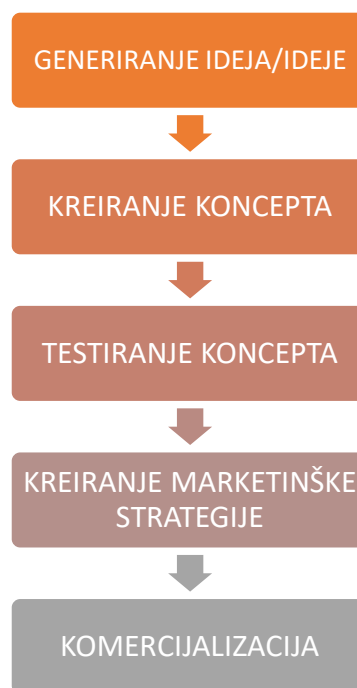 GENERIRANJE IDEJA/IDEJE
KREIRANJE KONCEPTA
TESTIRANJE KONCEPTA
KREIRANJE MARKETINŠKE
STRATEGIJE
KOMERCIJALIZACIJA